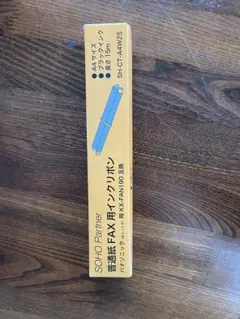 SOHO Partner
普通紙FAX用インクリボン
パナソニック 用 KX-FAN190 互換
●A4サイズ
●ブラックインク
●長さ15m
SH-CT-A4W2S